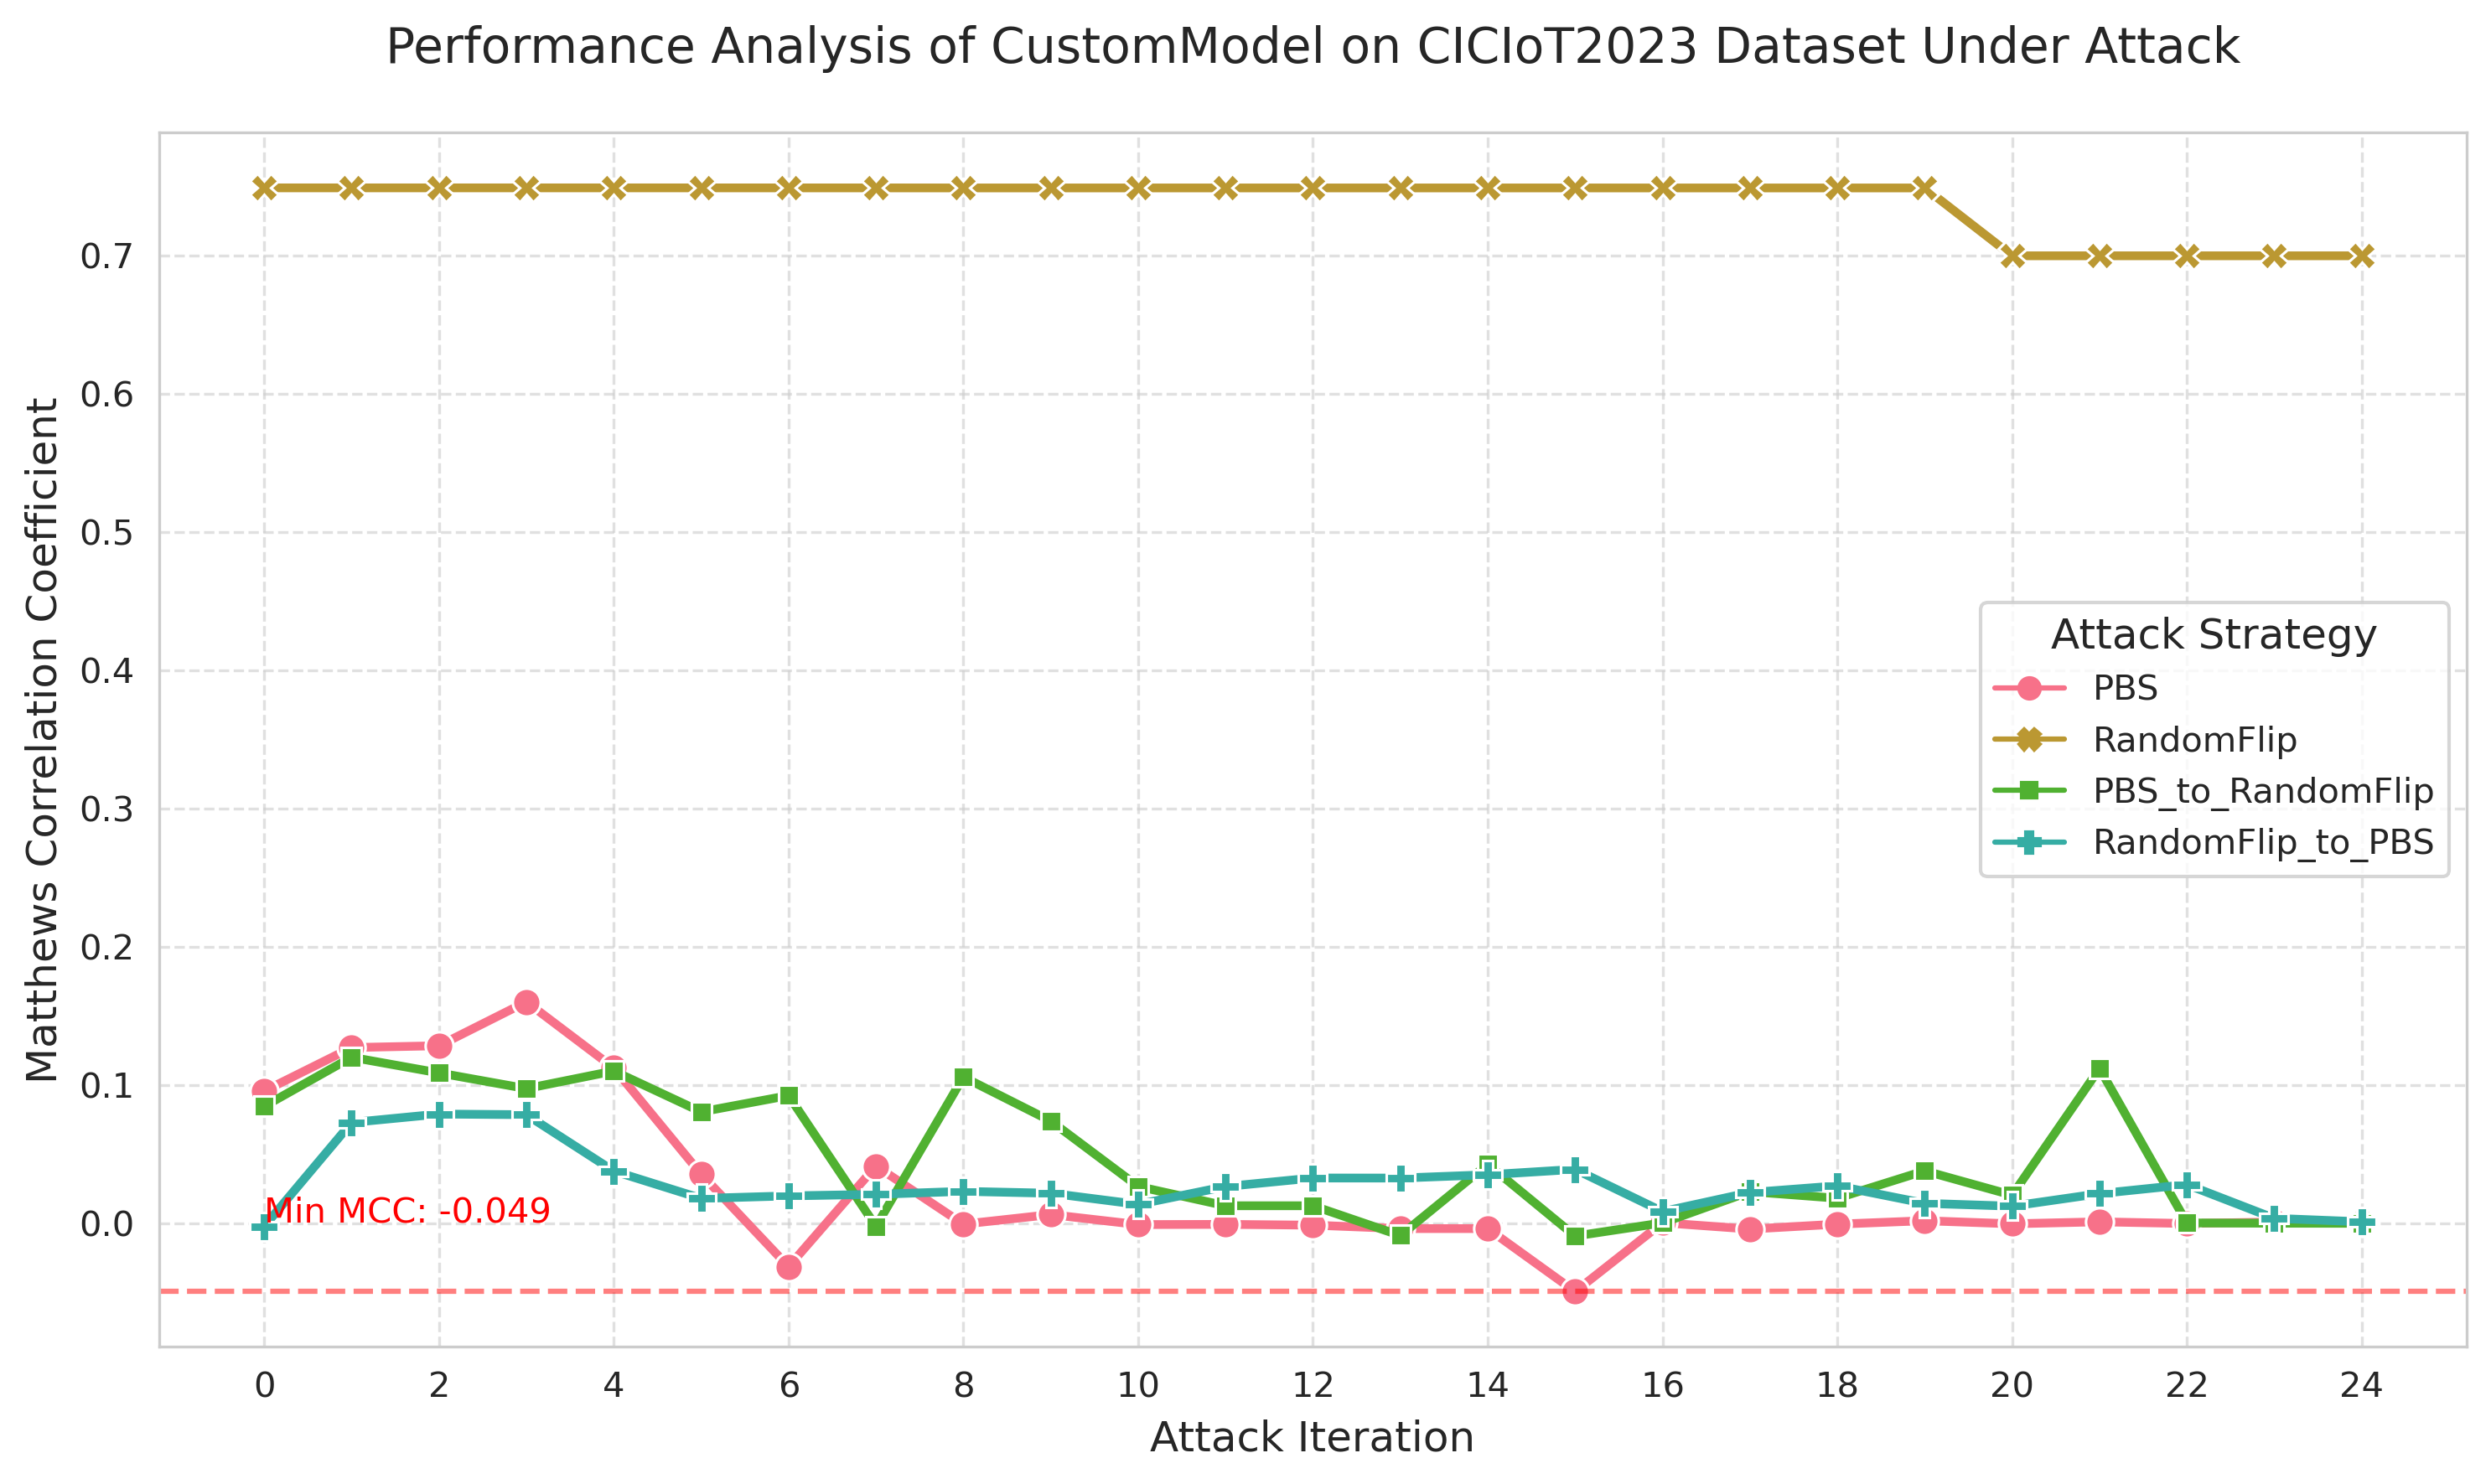 Performance Analysis of CustomModel on CICIoT2023 Dataset Under Attack
Matthews Correlation Coefficient
0.7
0.6
0.5
0.4
0.3
0.2
0.1
0.0
Min MCC: -0.049
Attack Strategy
PBS
RandomFlip
PBS_to_RandomFlip
RandomFlip_to_PBS
0 2 4 6 8 10 12 14 16 18 20 22 24
Attack Iteration